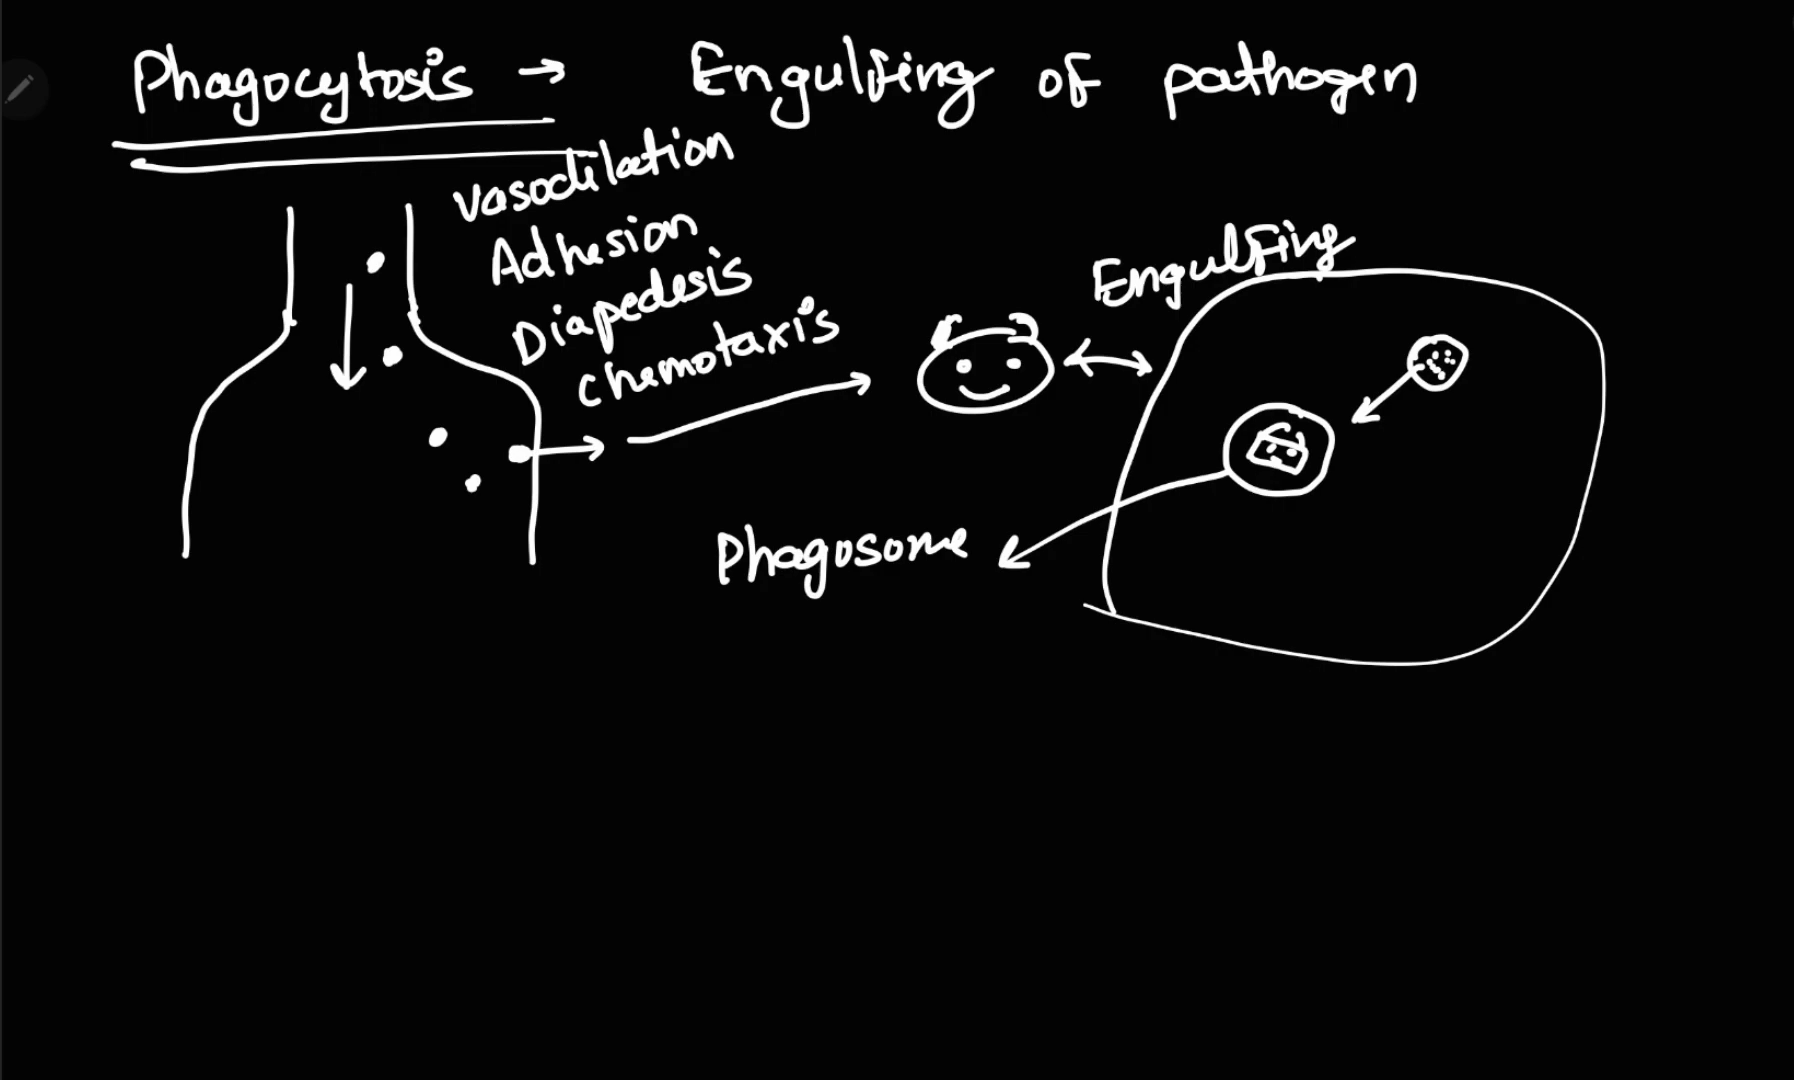 Phagocytosis → Engulfing of pathogen
vasodilation
Adhesion
Diapedesis
chemotaxis
Engulfing
Phagosome